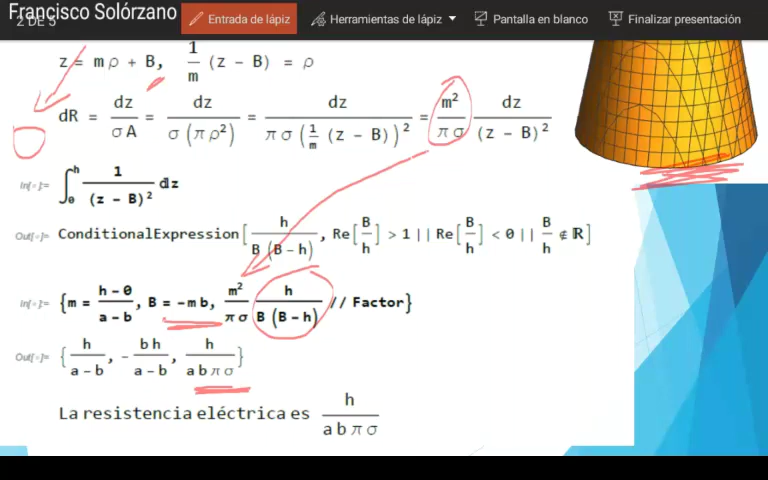 Francisco Solórzano
2 DE 5
Entrada de lápiz
Herramientas de lápiz
Pantalla en blanco
Finalizar presentación
z = m ρ + B, 1/m (z - B) = ρ
dR = dz/(σ A) = dz/(σ (π ρ²)) = dz/(π σ (1/m (z - B))²) = m²/(π σ) dz/(z - B)²
In[∘]:= ∫₀ʰ 1/(z - B)² ⅆz
Out[∘]= ConditionalExpression[h/(B (B - h)), Re[B/h] > 1 || Re[B/h] < 0 || B/h ∉ ℝ]
In[∘]:= {m = (h - 0)/(a - b), B = -m b, m²/(π σ) h/(B (B - h)) // Factor}
Out[∘]= {h/(a - b), - b h/(a - b), h/(a b π σ)}
La resistencia eléctrica es h/(a b π σ)